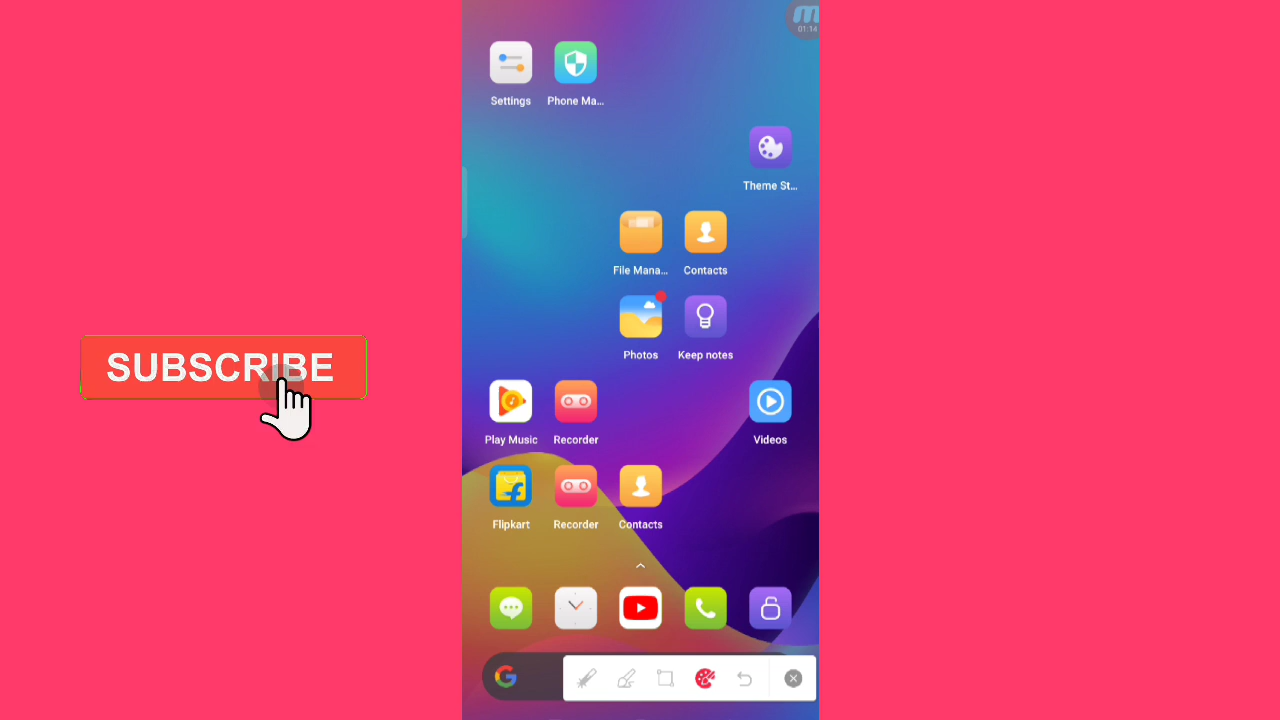 01:14
Settings Phone Ma...
Theme St...
File Mana... Contacts
Photos Keep notes
SUBSCRIBE
Play Music Recorder Videos
Flipkart Recorder Contacts